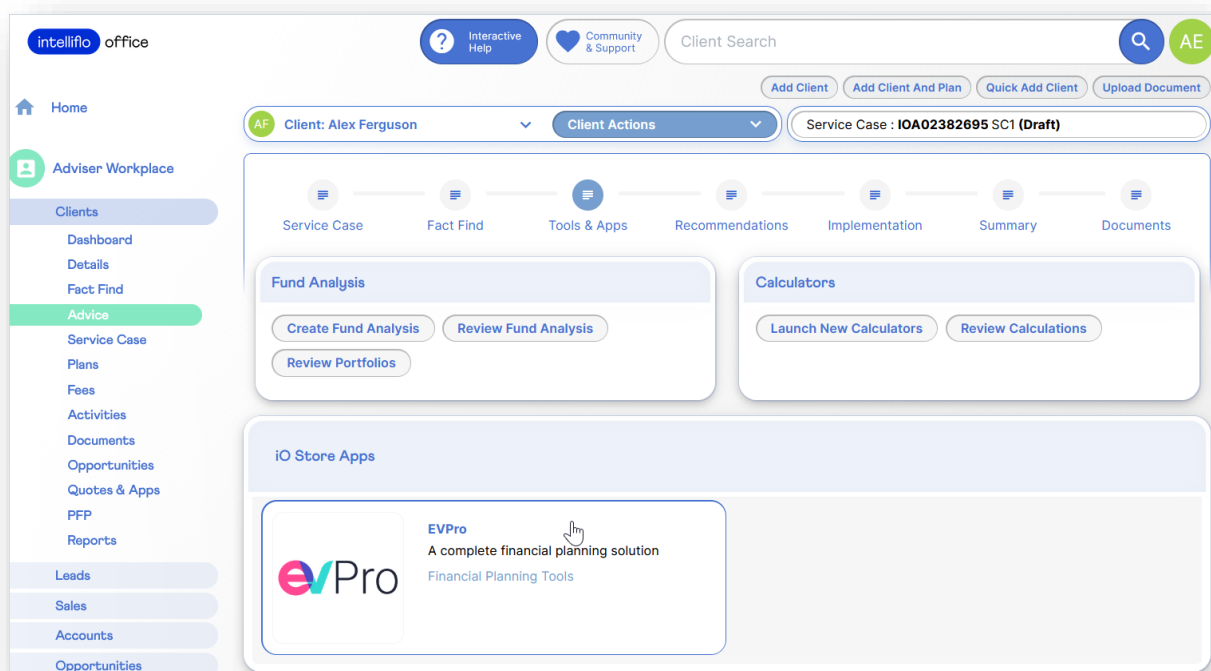 intelliflo office
Interactive
Help
Community
& Support
Client Search
AE
Add Client
Add Client And Plan
Quick Add Client
Upload Document
Home
AF Client: Alex Ferguson
Client Actions
Service Case : IOA02382695 SC1 (Draft)
Adviser Workplace
Clients
Dashboard
Details
Fact Find
Advice
Service Case
Plans
Fees
Activities
Documents
Opportunities
Quotes & Apps
PFP
Reports
Leads
Sales
Accounts
Opportunities
Service Case
Fact Find
Tools & Apps
Recommendations
Implementation
Summary
Documents
Fund Analysis
Create Fund Analysis
Review Fund Analysis
Review Portfolios
Calculators
Launch New Calculators
Review Calculations
iO Store Apps
evPro
EVPro
A complete financial planning solution
Financial Planning Tools